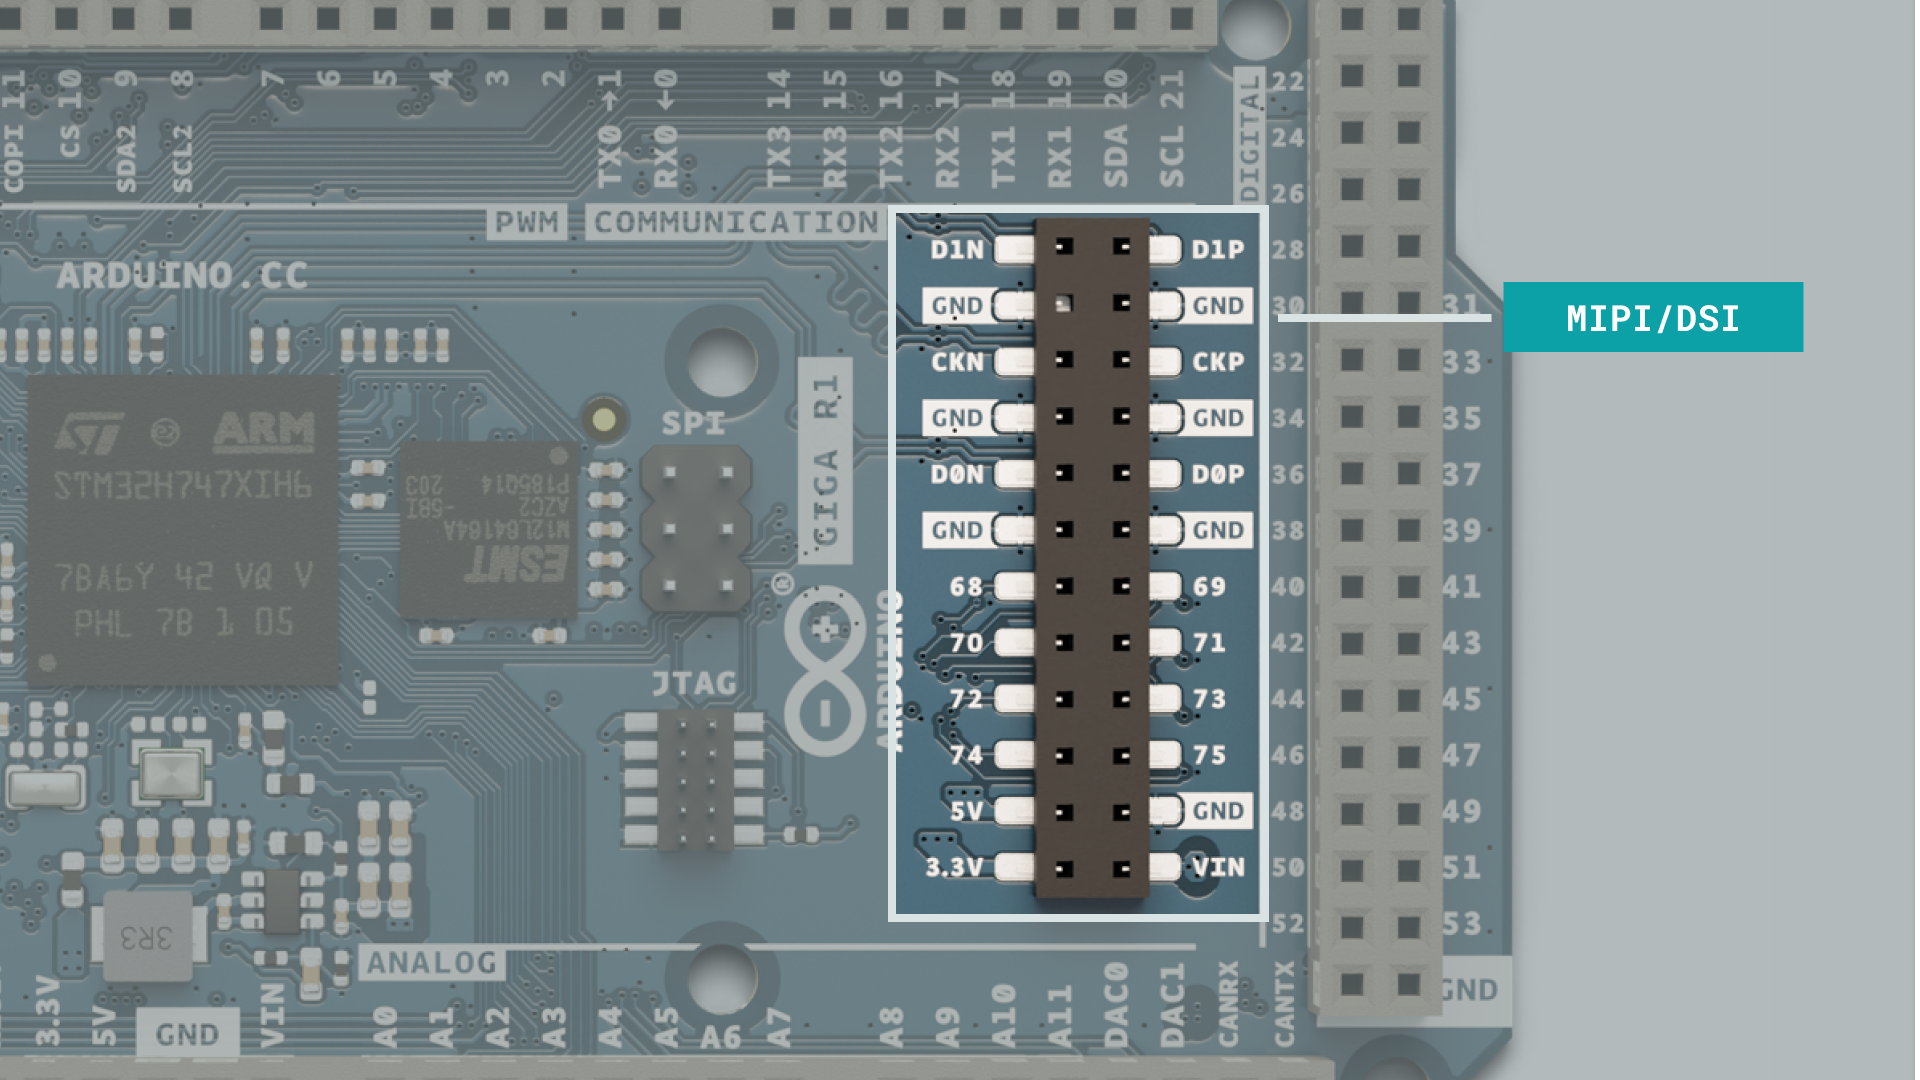 11 10 9 8 7 6 5 4 3 2 1 0 14 15 16 17 18 19 20 21
COPI CS SDA2 SCL2 TX0→ RX0← TX3 RX3 TX2 RX2 TX1 RX1 SDA SCL
DIGITAL
22
24
26
PWM COMMUNICATION
ARDUINO.CC
D1N D1P 28
GND GND 30 31
MIPI/DSI
CKN CKP 32 33
GND GND 34 35
D0N D0P 36 37
GND GND 38 39
68 69 40 41
70 71 42 43
72 73 44 45
74 75 46 47
5V GND 48 49
3.3V VIN 50 51
52 53
GND
SPI
GIGA R1
ARM
STM32H747XIH6
7BA6Y 42 VQ V
PHL 7B 1 05
ESMT
M12L64164A
-5BI
AZC2
P185Q14 203
®
ARDUINO
JTAG
3R3
ANALOG
3.3V 5V GND VIN A0 A1 A2 A3 A4 A5 A6 A7 A8 A9 A10 A11 DAC0 DAC1 CANRX CANTX